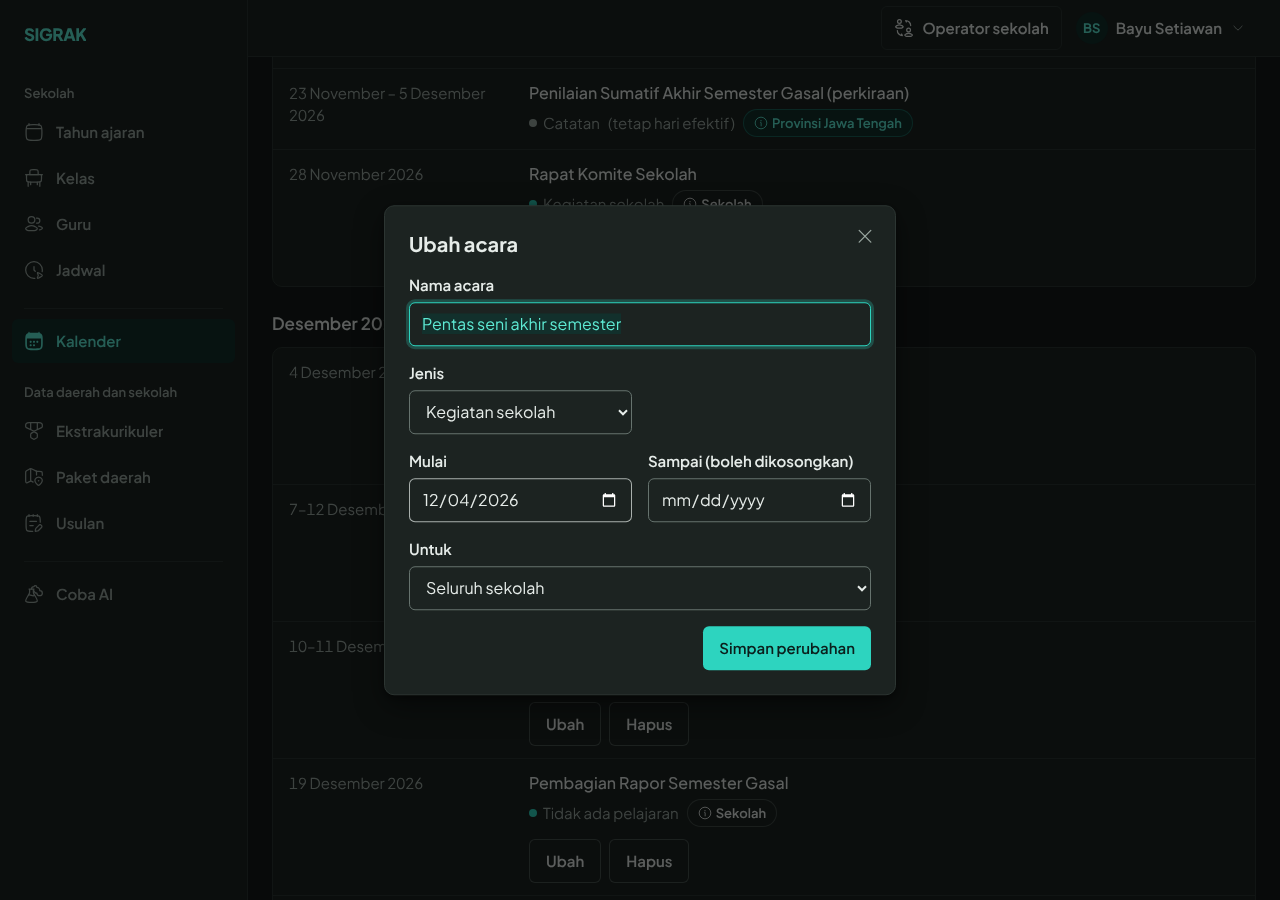 SIGRAK
Operator sekolah
BS
Bayu Setiawan
Sekolah
Tahun ajaran
Kelas
Guru
Jadwal
Kalender
Data daerah dan sekolah
Ekstrakurikuler
Paket daerah
Usulan
Coba AI
23 November – 5 Desember
2026
Penilaian Sumatif Akhir Semester Gasal (perkiraan)
Catatan (tetap hari efektif)
Provinsi Jawa Tengah
28 November 2026
Rapat Komite Sekolah
Kegiatan sekolah
Sekolah
Ubah acara
Nama acara
Pentas seni akhir semester
Jenis
Kegiatan sekolah
Mulai
Sampai (boleh dikosongkan)
12/04/2026
mm/dd/yyyy
Untuk
Seluruh sekolah
Simpan perubahan
Desember 20
4 Desember 2
7–12 Desemb
10–11 Desem
Ubah
Hapus
19 Desember 2026
Pembagian Rapor Semester Gasal
Tidak ada pelajaran
Sekolah
Ubah
Hapus